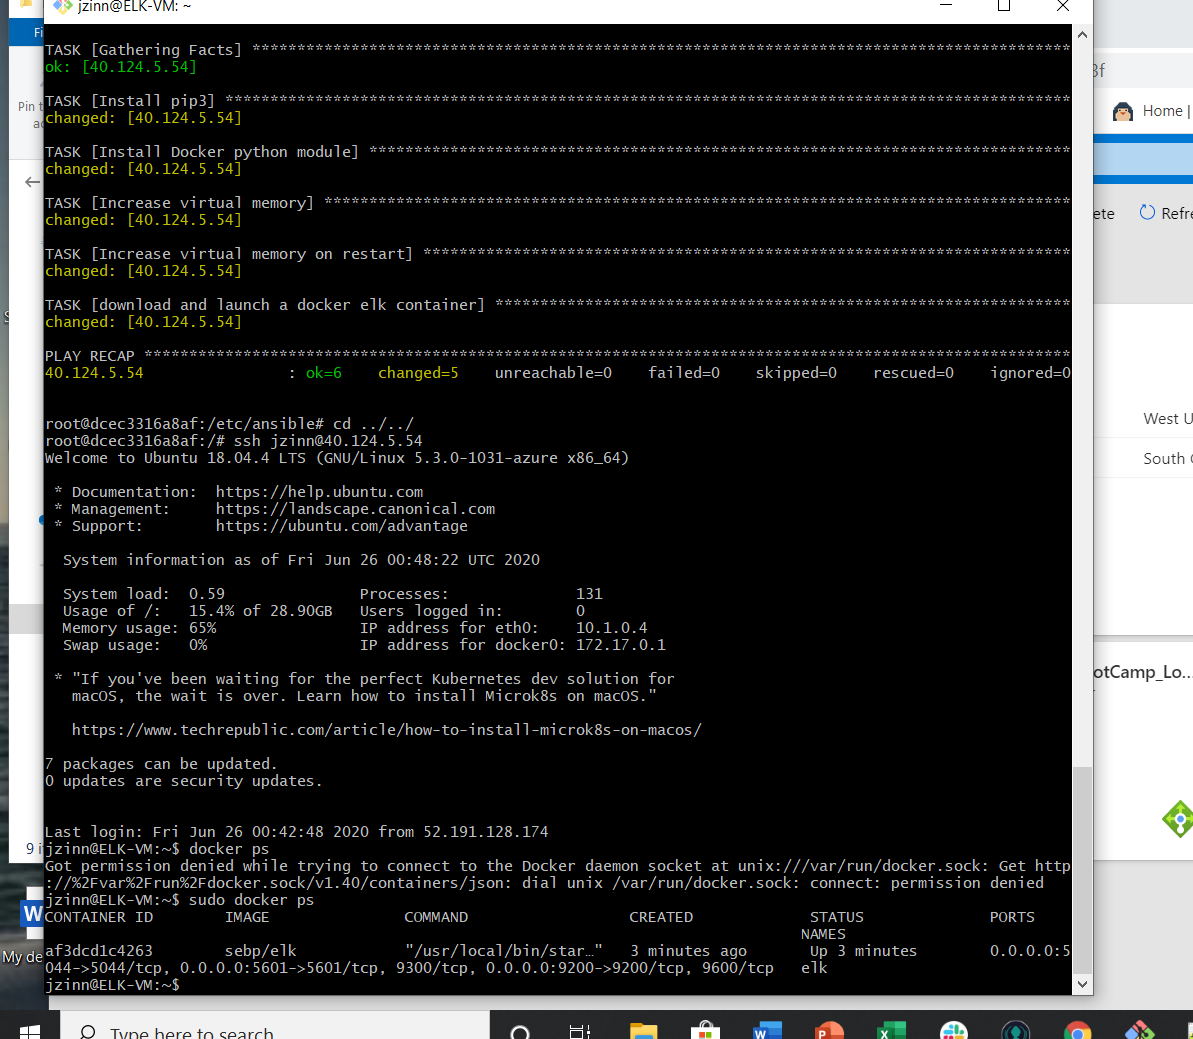 jzinn@ELK-VM: ~
Fi
Pin t
ac
TASK [Gathering Facts] *******************************************************************************************
ok: [40.124.5.54]
TASK [Install pip3] **********************************************************************************************
changed: [40.124.5.54]
TASK [Install Docker python module] ******************************************************************************
changed: [40.124.5.54]
TASK [Increase virtual memory] ***********************************************************************************
changed: [40.124.5.54]
TASK [Increase virtual memory on restart] ************************************************************************
changed: [40.124.5.54]
TASK [download and launch a docker elk container] ****************************************************************
changed: [40.124.5.54]
PLAY RECAP *******************************************************************************************************
40.124.5.54                : ok=6    changed=5    unreachable=0    failed=0    skipped=0    rescued=0    ignored=0
root@dcec3316a8af:/etc/ansible# cd ../../
root@dcec3316a8af:/# ssh jzinn@40.124.5.54
Welcome to Ubuntu 18.04.4 LTS (GNU/Linux 5.3.0-1031-azure x86_64)
* Documentation:  https://help.ubuntu.com
* Management:     https://landscape.canonical.com
* Support:        https://ubuntu.com/advantage
System information as of Fri Jun 26 00:48:22 UTC 2020
System load:  0.59               Processes:              131
Usage of /:   15.4% of 28.90GB   Users logged in:        0
Memory usage: 65%                IP address for eth0:    10.1.0.4
Swap usage:   0%                 IP address for docker0: 172.17.0.1
* "If you've been waiting for the perfect Kubernetes dev solution for
macOS, the wait is over. Learn how to install Microk8s on macOS."
https://www.techrepublic.com/article/how-to-install-microk8s-on-macos/
7 packages can be updated.
0 updates are security updates.
Last login: Fri Jun 26 00:42:48 2020 from 52.191.128.174
jzinn@ELK-VM:~$ docker ps
Got permission denied while trying to connect to the Docker daemon socket at unix:///var/run/docker.sock: Get http
://%2Fvar%2Frun%2Fdocker.sock/v1.40/containers/json: dial unix /var/run/docker.sock: connect: permission denied
jzinn@ELK-VM:~$ sudo docker ps
CONTAINER ID        IMAGE               COMMAND                  CREATED             STATUS              PORTS
NAMES
af3dcd1c4263        sebp/elk            "/usr/local/bin/star…"   3 minutes ago       Up 3 minutes        0.0.0.0:5
044->5044/tcp, 0.0.0.0:5601->5601/tcp, 9300/tcp, 0.0.0.0:9200->9200/tcp, 9600/tcp   elk
jzinn@ELK-VM:~$
3f
Home |
ete
Refre
West U
South C
otCamp_Lo...
9 i
W
My de
Type here to search